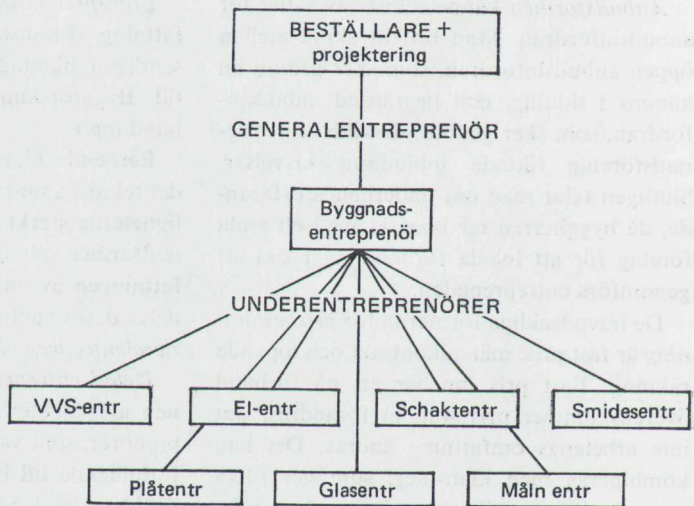 BESTÄLLARE +
projektering
GENERALENTREPRENÖR
Byggnads-
entreprenör
UNDERENTREPRENÖRER
VVS-entr
El-entr
Schaktentr
Smidesentr
Plåtentr
Glasentr
Måln entr